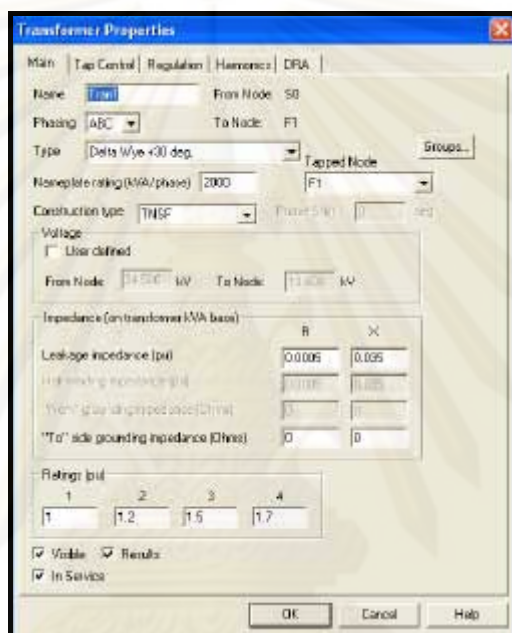 Transformer Properties
Main Tap Control Regulation Harmonics DRA
Name Tran1 From Node: S0
Phasing ABC To Node: F1
Type Delta Wye +30 deg. Groups...
Tapped Node
Nameplate rating (kVA/phase) 2000 F1
Construction type
Voltage
User defined
From Node kV To Node: kV
Impedance (on transformer kVA base)
R X
Leakage impedance (pu) 0.0005 0.035
"To" side grounding impedance (Ohms) 0 0
Ratings (pu)
1 2 3 4
1 1.2 1.5 1.7
Visible Results
In Service
OK Cancel Help